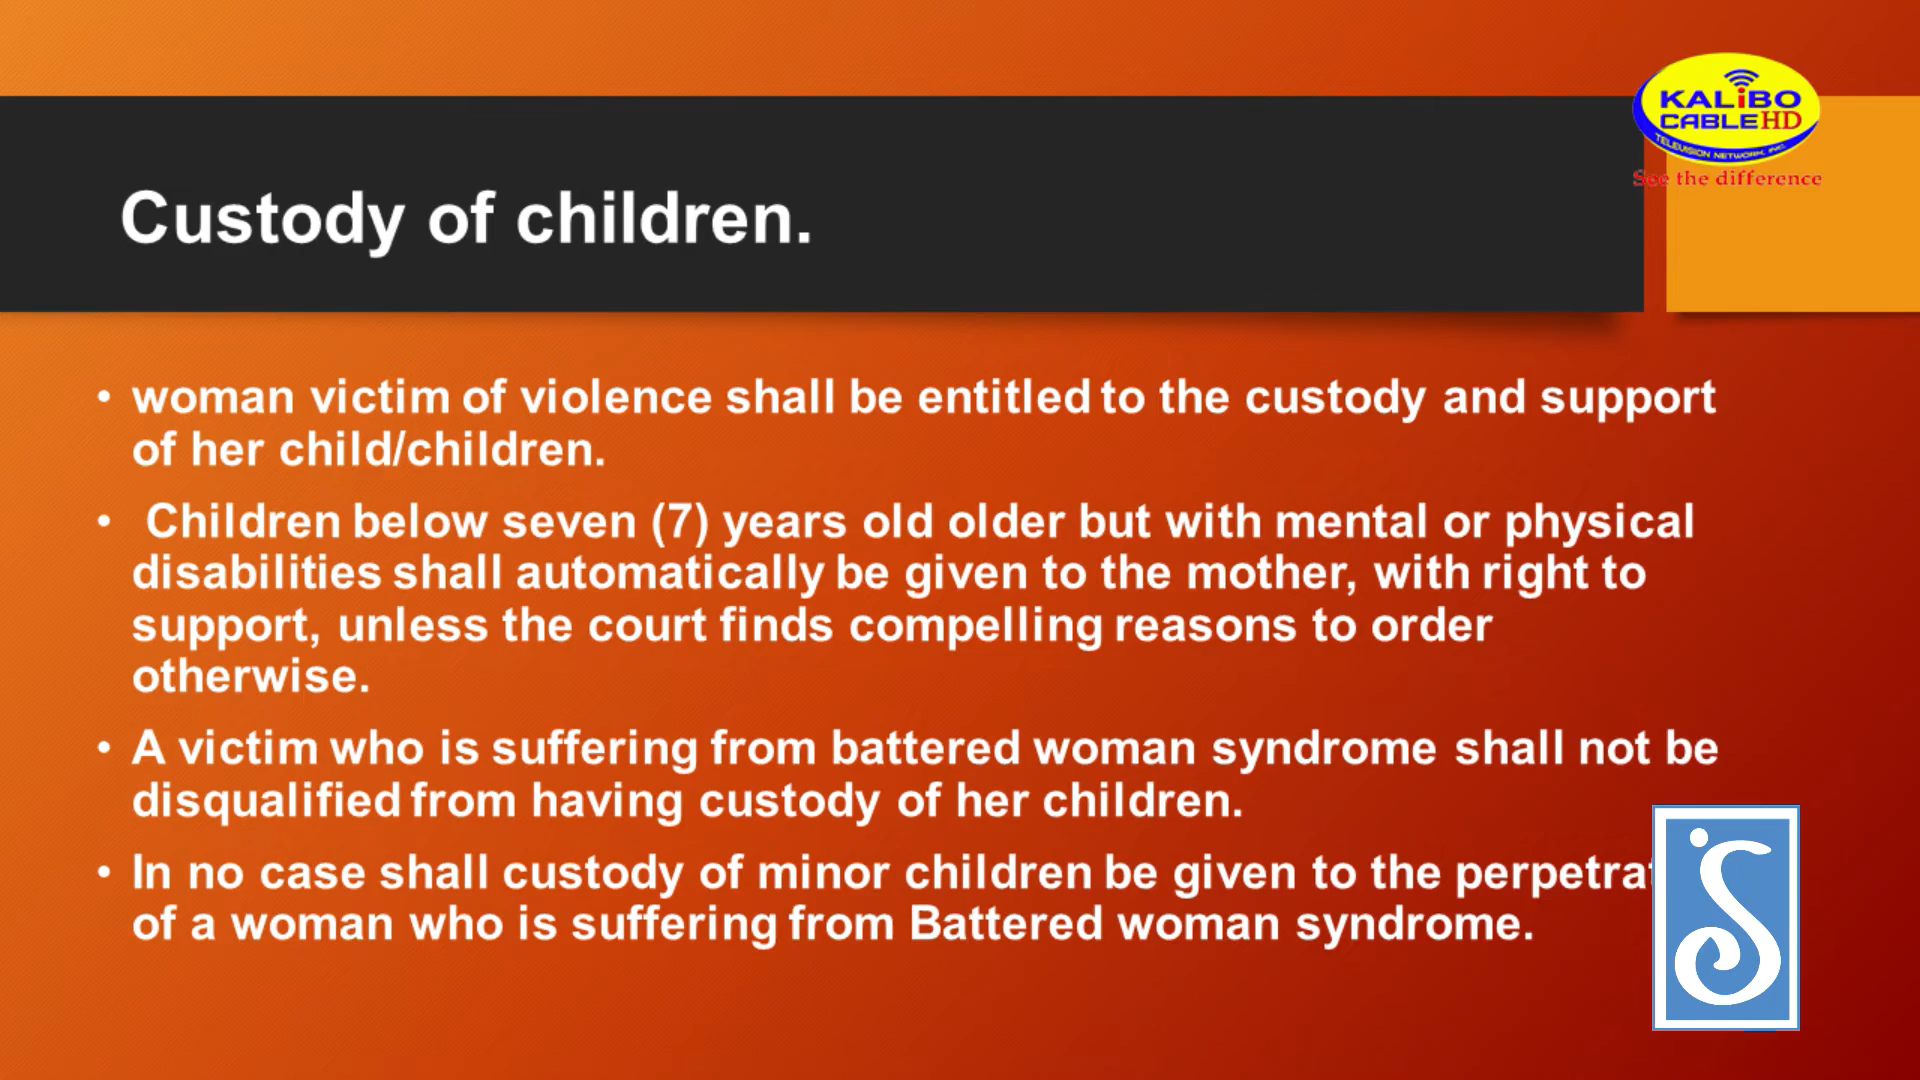 KALiBO
CABLEHD
TELEVISION NETWORK, INC.
See the difference
Custody of children.
• woman victim of violence shall be entitled to the custody and support
of her child/children.
• Children below seven (7) years old older but with mental or physical
disabilities shall automatically be given to the mother, with right to
support, unless the court finds compelling reasons to order
otherwise.
• A victim who is suffering from battered woman syndrome shall not be
disqualified from having custody of her children.
• In no case shall custody of minor children be given to the
of a woman who is suffering from Battered woman syndrome.